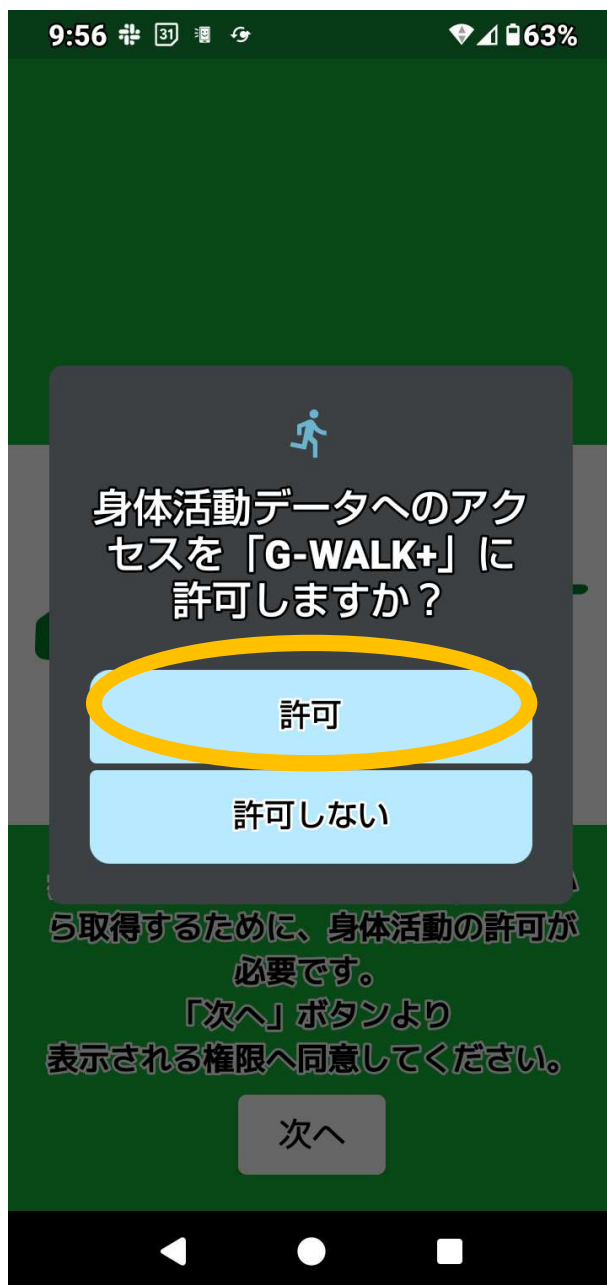 9:56
31
63%
身体活動データへのアク
セスを「G-WALK+」に
許可しますか？
許可
許可しない
ら取得するために、身体活動の許可が
必要です。
「次へ」ボタンより
表示される権限へ同意してください。
次へ